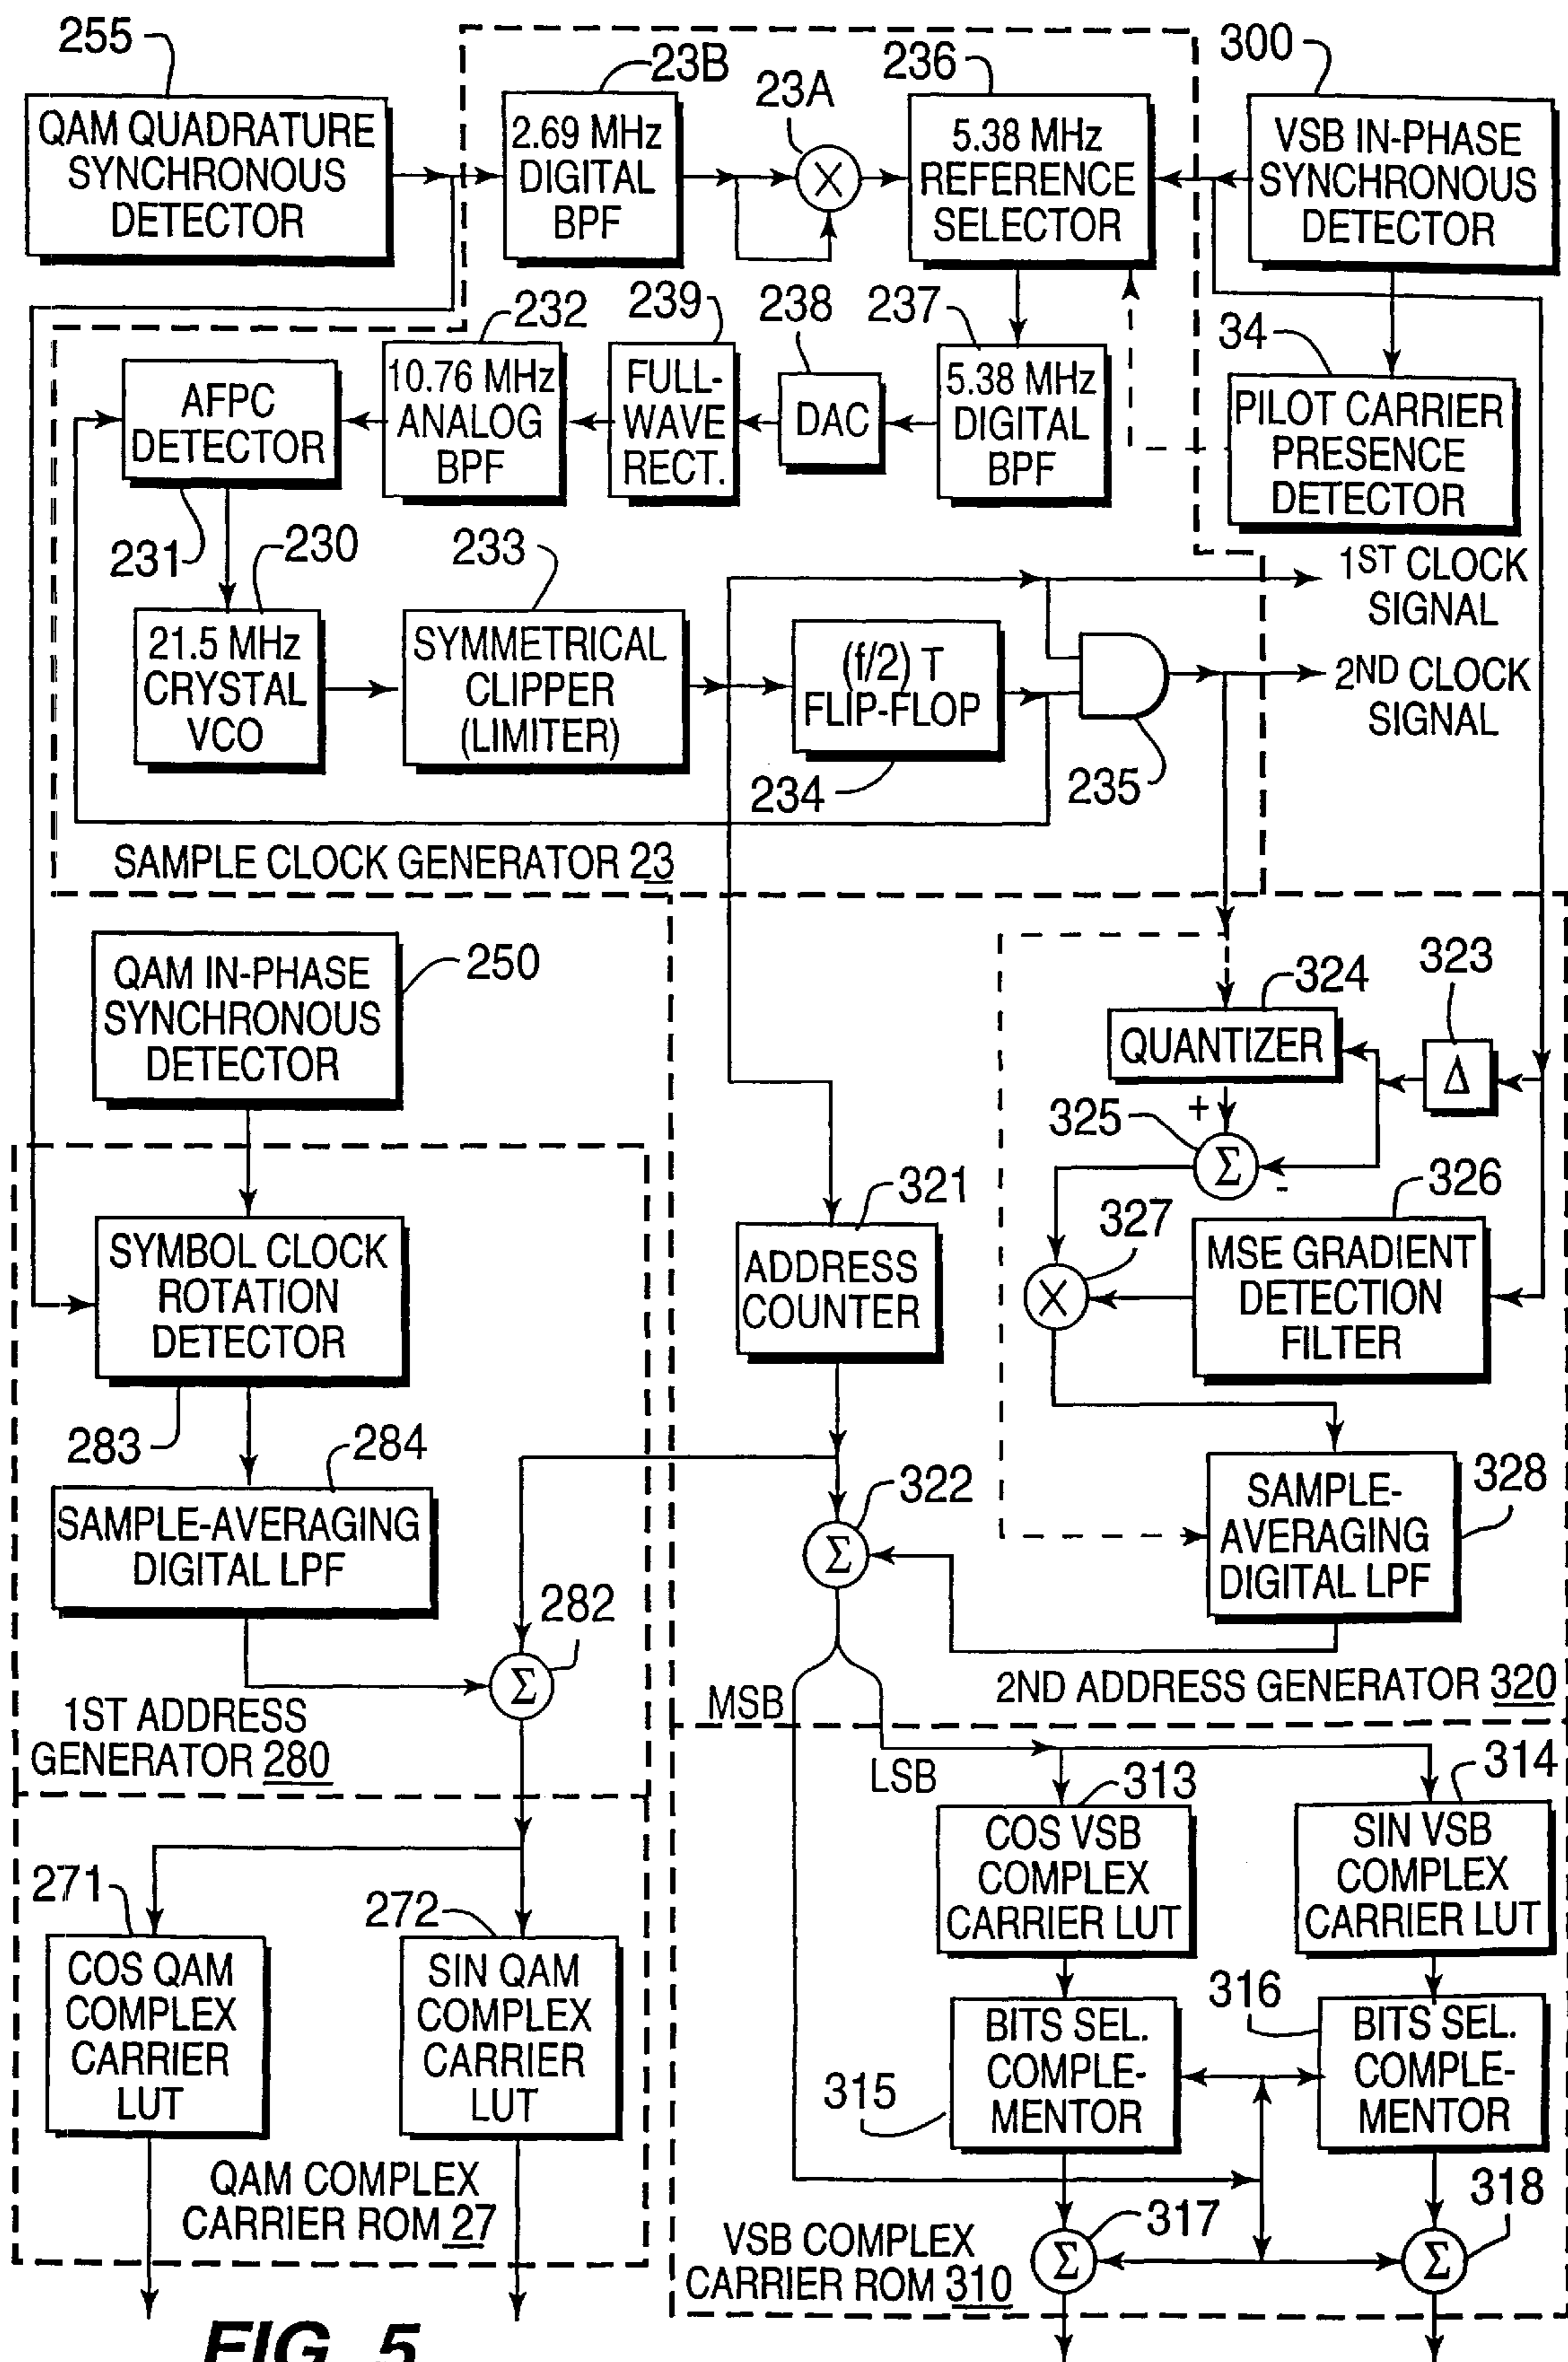 255
23B
23A
236
300
QAM QUADRATURE
SYNCHRONOUS
DETECTOR
2.69 MHz
DIGITAL
BPF
X
5.38 MHz
REFERENCE
SELECTOR
VSB IN-PHASE
SYNCHRONOUS
DETECTOR
232
239
238
237
34
AFPC
DETECTOR
10.76 MHz
ANALOG
BPF
FULL-
WAVE
RECT.
DAC
5.38 MHz
DIGITAL
BPF
PILOT CARRIER
PRESENCE
DETECTOR
231
230
233
1ST CLOCK
SIGNAL
21.5 MHz
CRYSTAL
VCO
SYMMETRICAL
CLIPPER
(LIMITER)
(f/2) T
FLIP-FLOP
2ND CLOCK
SIGNAL
234
235
SAMPLE CLOCK GENERATOR 23
QAM IN-PHASE
SYNCHRONOUS
DETECTOR
250
324
323
QUANTIZER
Δ
325
+
Σ
-
321
327
326
SYMBOL CLOCK
ROTATION
DETECTOR
ADDRESS
COUNTER
X
MSE GRADIENT
DETECTION
FILTER
283
284
322
328
SAMPLE-AVERAGING
DIGITAL LPF
Σ
SAMPLE-
AVERAGING
DIGITAL LPF
282
Σ
1ST ADDRESS
GENERATOR 280
MSB
2ND ADDRESS GENERATOR 320
LSB
313
314
271
272
COS VSB
COMPLEX
CARRIER LUT
SIN VSB
COMPLEX
CARRIER LUT
COS QAM
COMPLEX
CARRIER
LUT
SIN QAM
COMPLEX
CARRIER
LUT
316
315
BITS SEL.
COMPLE-
MENTOR
BITS SEL.
COMPLE-
MENTOR
QAM COMPLEX
CARRIER ROM 27
317
318
VSB COMPLEX
CARRIER ROM 310
Σ
Σ
FIG. 5